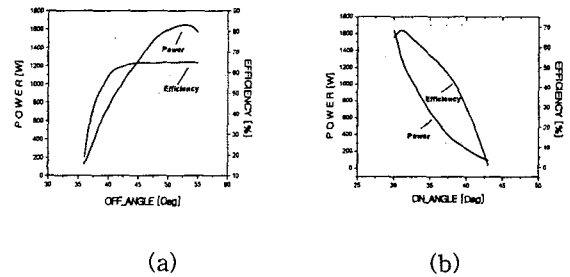 1800
1600
1400
1200
1000
800
600
400
200
0
POWER [W]
90
80
70
60
50
40
30
20
10
EFFICIENCY [%]
Power
Efficiency
30 35 40 45 50 55 60
OFF_ANGLE [Deg]
(a)
1800
1600
1400
1200
1000
800
600
400
200
0
POWER [W]
70
60
50
40
30
20
10
0
EFFICIENCY [%]
Efficiency
Power
25 30 35 40 45 50
ON_ANGLE [Deg]
(b)